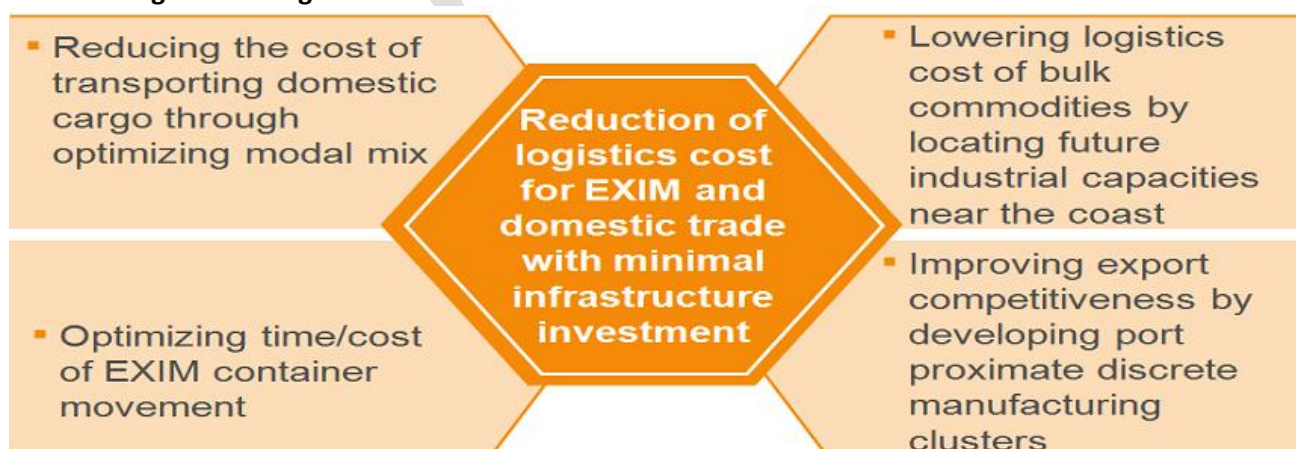 ▪ Reducing the cost of
transporting domestic
cargo through
optimizing modal mix
▪ Optimizing time/cost
of EXIM container
movement
Reduction of
logistics cost
for EXIM and
domestic trade
with minimal
infrastructure
investment
▪ Lowering logistics
cost of bulk
commodities by
locating future
industrial capacities
near the coast
▪ Improving export
competitiveness by
developing port
proximate discrete
manufacturing
clusters